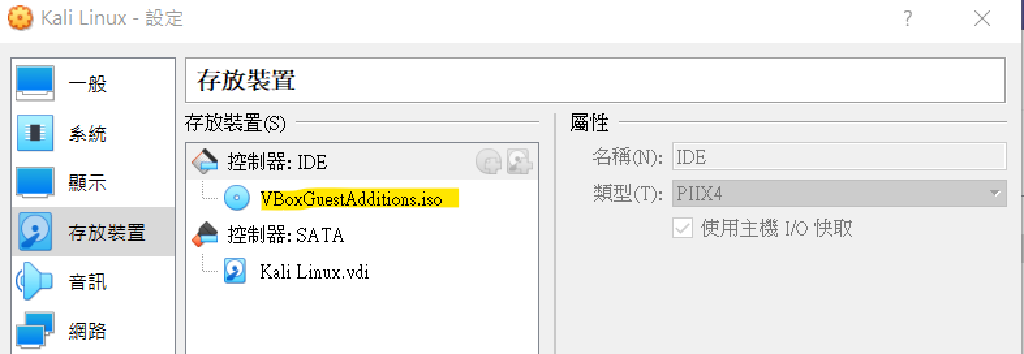 Kali Linux - 設定
?
一般
系統
顯示
存放裝置
音訊
網路
存放裝置
存放裝置(S)
控制器: IDE
VBoxGuestAdditions.iso
控制器: SATA
Kali Linux.vdi
屬性
名稱(N): IDE
類型(T): PIIX4
使用主機 I/O 快取